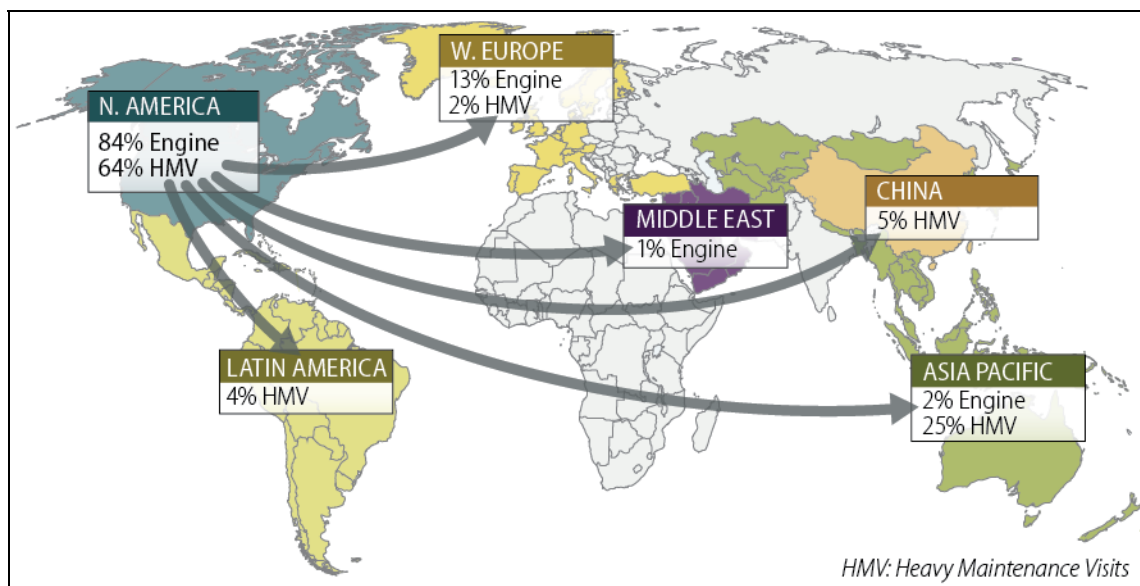 W. EUROPE
13% Engine
2% HMV
N. AMERICA
84% Engine
64% HMV
CHINA
5% HMV
MIDDLE EAST
1% Engine
LATIN AMERICA
4% HMV
ASIA PACIFIC
2% Engine
25% HMV
HMV: Heavy Maintenance Visits